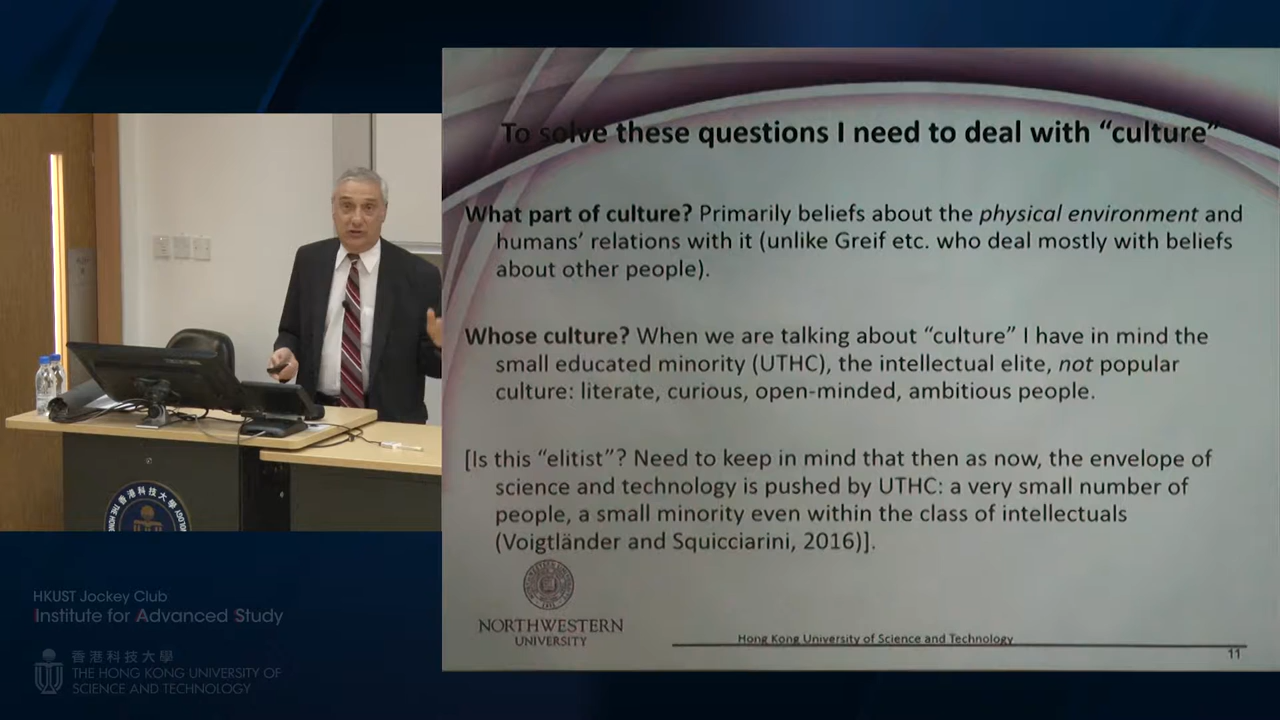 To solve these questions I need to deal with “culture”
What part of culture? Primarily beliefs about the physical environment and
humans’ relations with it (unlike Greif etc. who deal mostly with beliefs
about other people).
Whose culture? When we are talking about “culture” I have in mind the
small educated minority (UTHC), the intellectual elite, not popular
culture: literate, curious, open-minded, ambitious people.
[Is this “elitist”? Need to keep in mind that then as now, the envelope of
science and technology is pushed by UTHC: a very small number of
people, a small minority even within the class of intellectuals
(Voigtländer and Squicciarini, 2016)].
NORTHWESTERN
UNIVERSITY
Hong Kong University of Science and Technology
11
香港科技大學
HKUST Jockey Club
Institute for Advanced Study
香港科技大學
THE HONG KONG UNIVERSITY OF
SCIENCE AND TECHNOLOGY